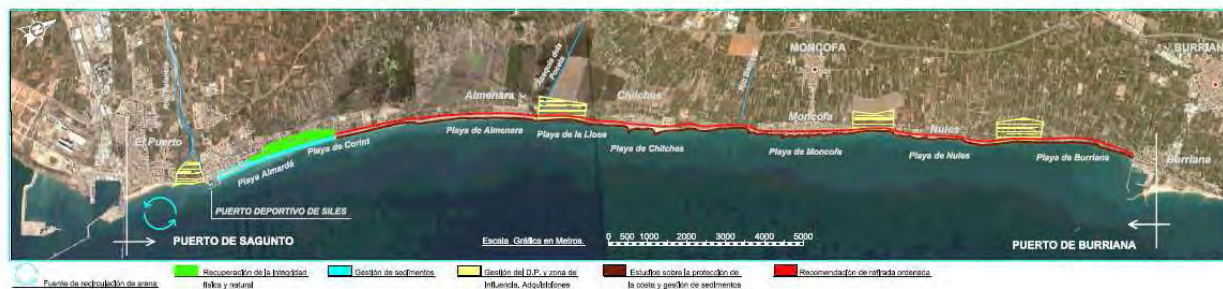 N
MONCOFA
BURRIAN
Almenara
Chilches
El Puerto
Moncofa
Nules
Burriana
Playa de Almenara
Playa de la Llosa
Playa de Corint
Playa de Chilches
Playa de Moncofa
Playa de Nules
Playa de Burriana
Playa Almardá
PUERTO DEPORTIVO DE SILES
PUERTO DE SAGUNTO
Escala Gráfica en Metros.
0 500 1000 2000 3000 4000 5000
PUERTO DE BURRIANA
Fuente de recirculación de arena
Recuperación de la integridad
física y natural
Gestión de sedimentos
Gestión del D.P. y zona de
influencia. Adquisiciones
Estudios sobre la protección de
la costa y gestión de sedimentos
Recomendación de retirada ordenada